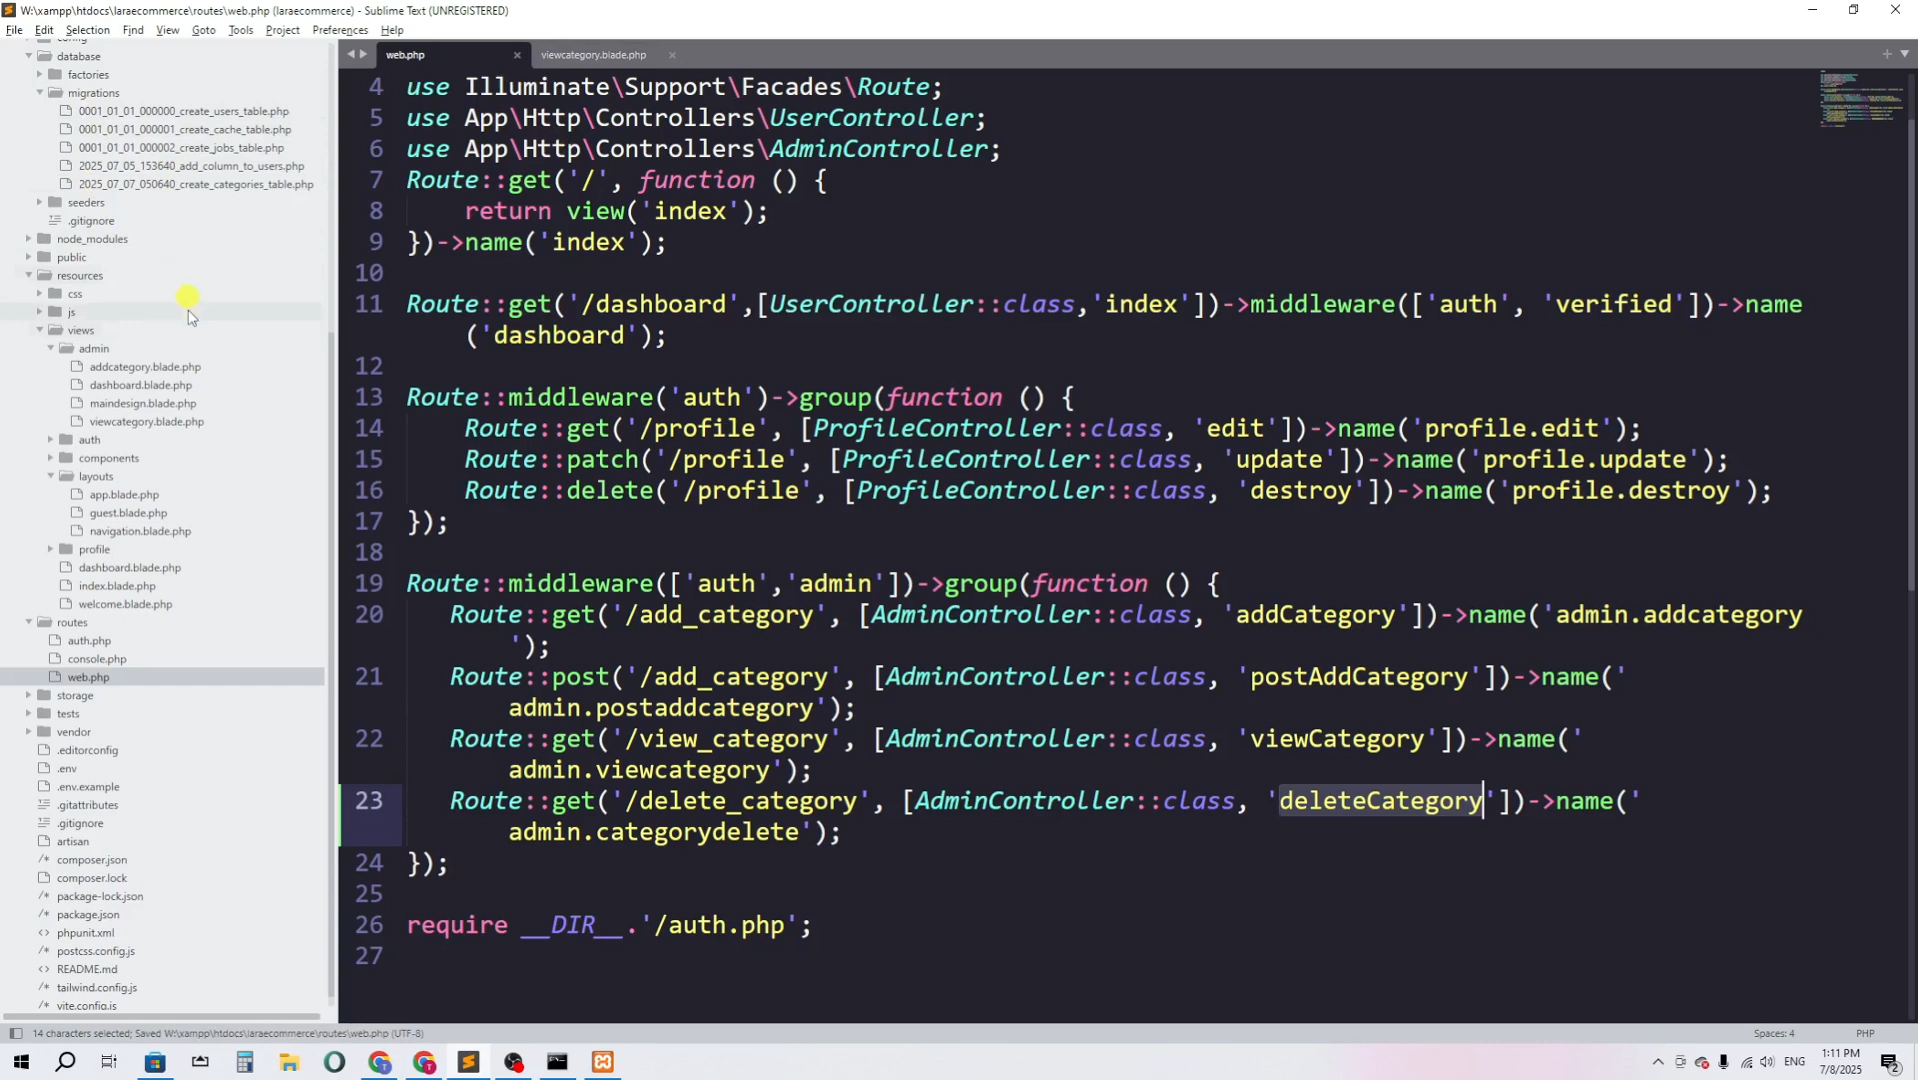 W:\xampp\htdocs\laraecommerce\routes\web.php (laraecommerce) - Sublime Text (UNREGISTERED)
File Edit Selection Find View Goto Tools Project Preferences Help
database
factories
migrations
0001_01_01_000000_create_users_table.php
0001_01_01_000001_create_cache_table.php
0001_01_01_000002_create_jobs_table.php
2025_07_05_153640_add_column_to_users.php
2025_07_07_050640_create_categories_table.php
seeders
.gitignore
node_modules
public
resources
css
js
views
admin
addcategory.blade.php
dashboard.blade.php
maindesign.blade.php
viewcategory.blade.php
auth
components
layouts
app.blade.php
guest.blade.php
navigation.blade.php
profile
dashboard.blade.php
index.blade.php
welcome.blade.php
routes
auth.php
console.php
web.php
storage
tests
vendor
.editorconfig
.env
.env.example
.gitattributes
.gitignore
artisan
composer.json
composer.lock
package-lock.json
package.json
phpunit.xml
postcss.config.js
README.md
tailwind.config.js
vite.config.js
web.php
viewcategory.blade.php
4 use Illuminate\Support\Facades\Route;
5 use App\Http\Controllers\UserController;
6 use App\Http\Controllers\AdminController;
7 Route::get('/', function () {
8 return view('index');
9 })->name('index');
10
11 Route::get('/dashboard',[UserController::class,'index'])->middleware(['auth', 'verified'])->name
('dashboard');
12
13 Route::middleware('auth')->group(function () {
14 Route::get('/profile', [ProfileController::class, 'edit'])->name('profile.edit');
15 Route::patch('/profile', [ProfileController::class, 'update'])->name('profile.update');
16 Route::delete('/profile', [ProfileController::class, 'destroy'])->name('profile.destroy');
17 });
18
19 Route::middleware(['auth','admin'])->group(function () {
20 Route::get('/add_category', [AdminController::class, 'addCategory'])->name('admin.addcategory
');
21 Route::post('/add_category', [AdminController::class, 'postAddCategory'])->name('
admin.postaddcategory');
22 Route::get('/view_category', [AdminController::class, 'viewCategory'])->name('
admin.viewcategory');
23 Route::get('/delete_category', [AdminController::class, 'deleteCategory'])->name('
admin.categorydelete');
24 });
25
26 require __DIR__.'/auth.php';
27
14 characters selected; Saved W:\xampp\htdocs\laraecommerce\routes\web.php (UTF-8)
Spaces: 4
PHP
ENG
1:11 PM
7/8/2025
2